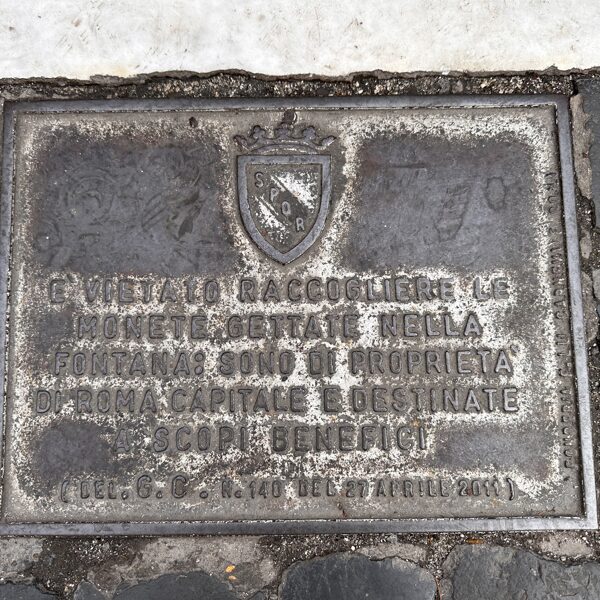 SPQR
E' VIETATO RACCOGLIERE LE
MONETE GETTATE NELLA
FONTANA: SONO DI PROPRIETA'
DI ROMA CAPITALE E DESTINATE
A SCOPI BENEFICI
(DEL. G. C. N. 140 DEL 27 APRILE 2011)